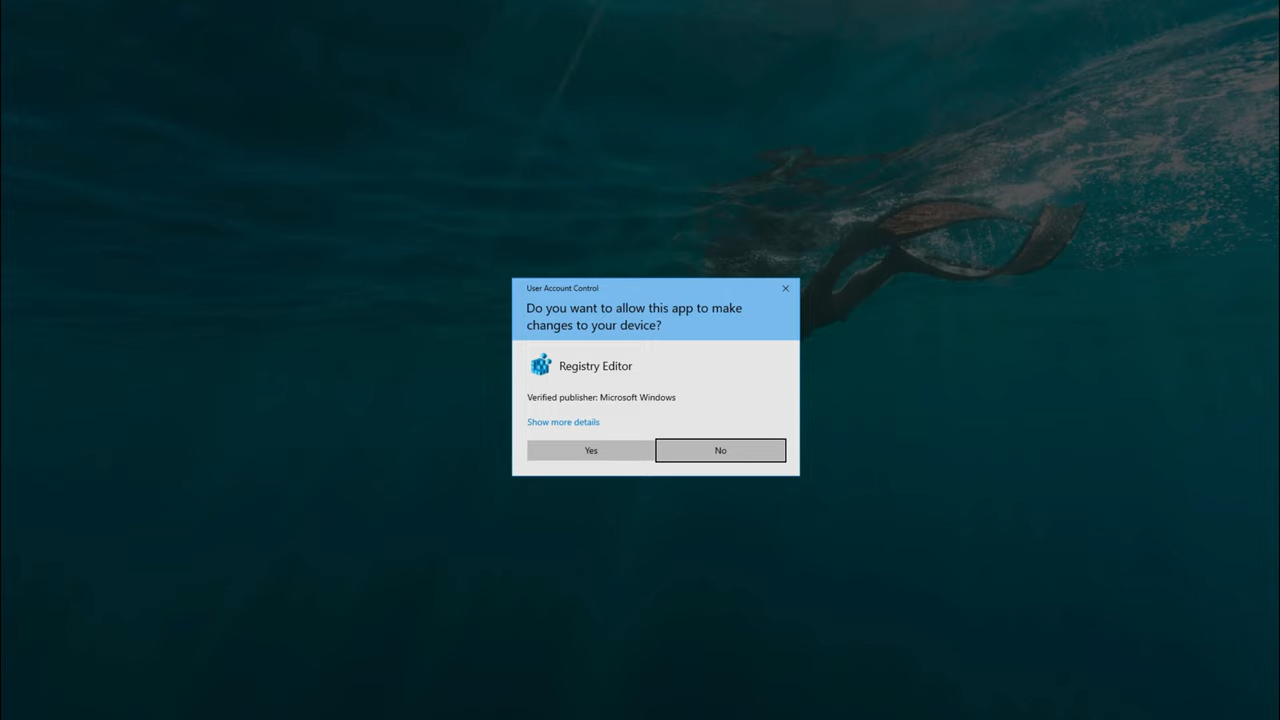 User Account Control
Do you want to allow this app to make
changes to your device?
Registry Editor
Verified publisher: Microsoft Windows
Show more details
Yes
No